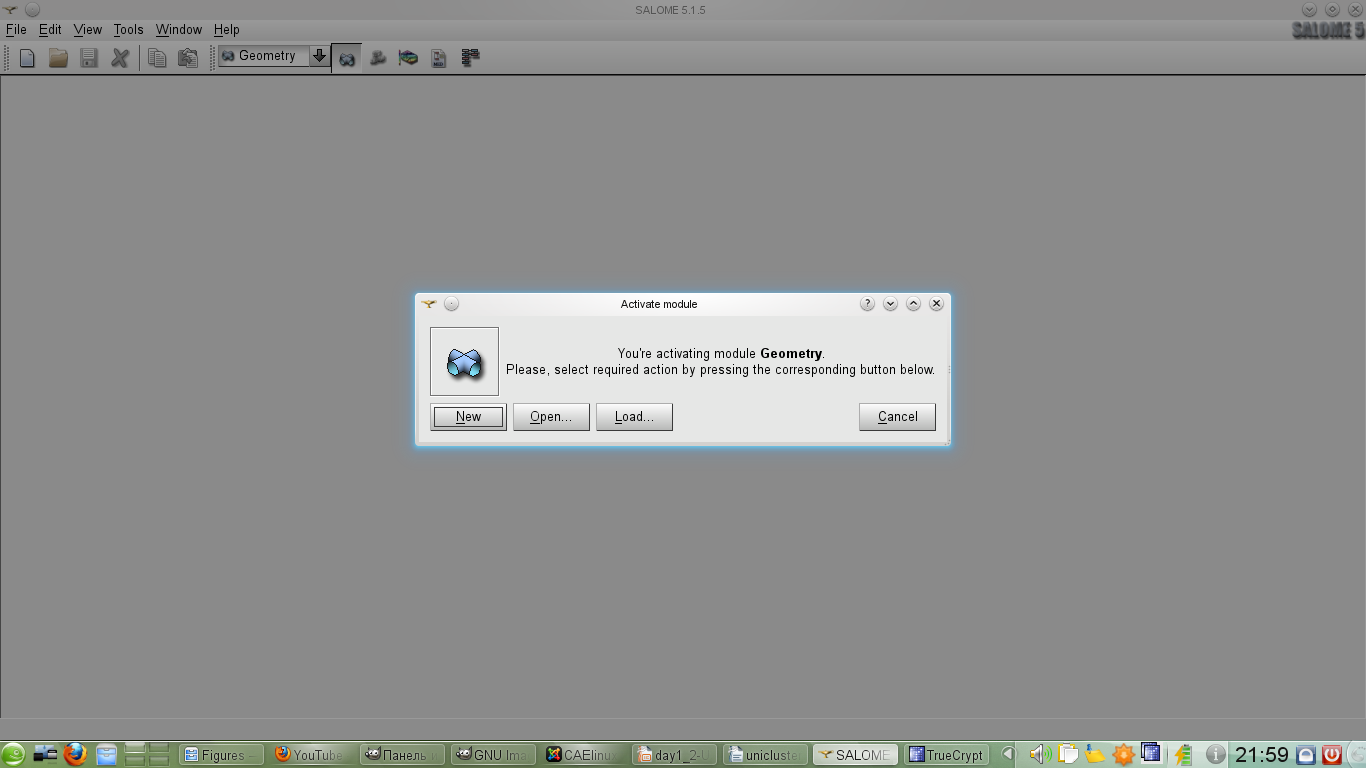 SALOME 5.1.5
File Edit View Tools Window Help
SALOME 5
Geometry
Activate module
You're activating module Geometry.
Please, select required action by pressing the corresponding button below.
New Open... Load... Cancel
Figures YouTube Панель GNU Ima CAElinu day1_2- unicluste SALOME TrueCrypt 21:59